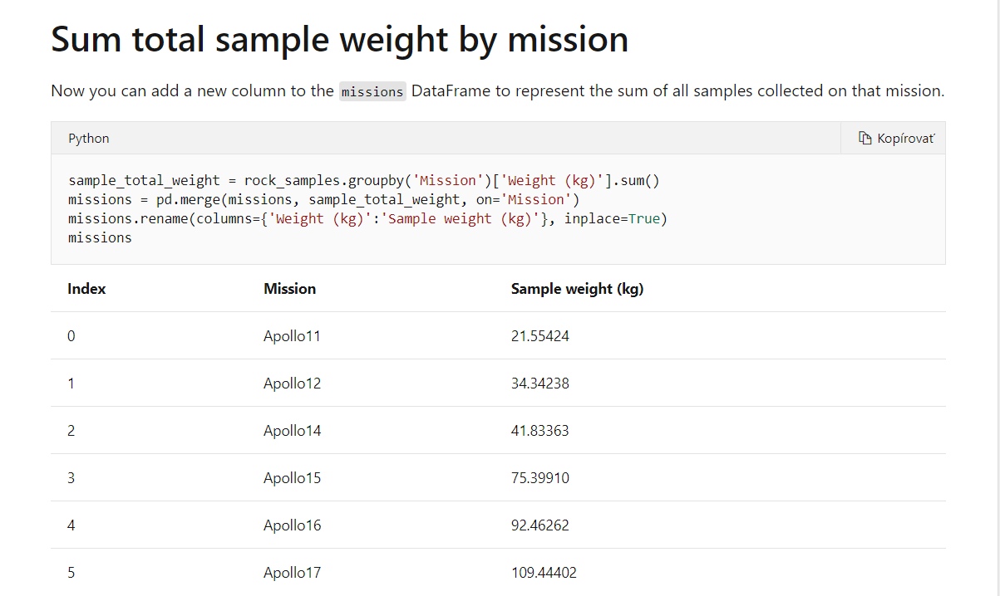 Sum total sample weight by mission
Now you can add a new column to the missions DataFrame to represent the sum of all samples collected on that mission.
Python Kopírovať
sample_total_weight = rock_samples.groupby('Mission')['Weight (kg)'].sum()
missions = pd.merge(missions, sample_total_weight, on='Mission')
missions.rename(columns={'Weight (kg)':'Sample weight (kg)'}, inplace=True)
missions
Index Mission Sample weight (kg)
0 Apollo11 21.55424
1 Apollo12 34.34238
2 Apollo14 41.83363
3 Apollo15 75.39910
4 Apollo16 92.46262
5 Apollo17 109.44402